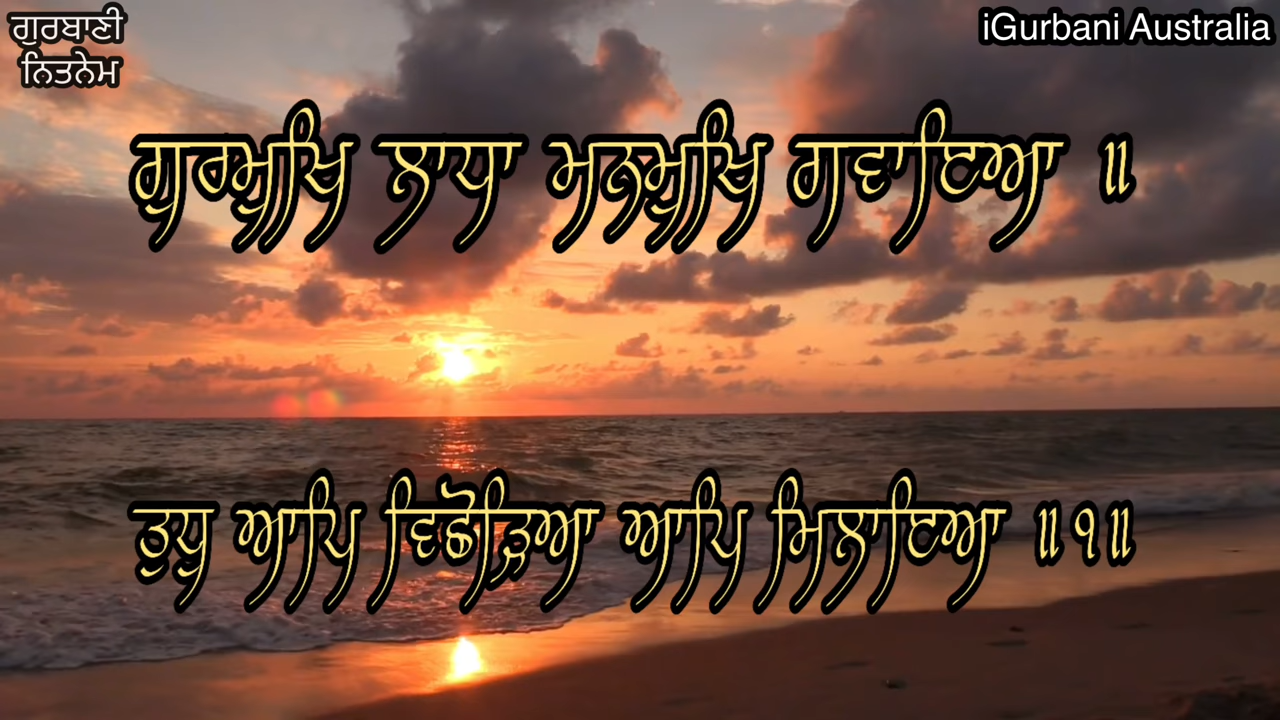 ਗੁਰਬਾਣੀ
ਨਿਤਨੇਮ
iGurbani Australia
ਗੁਰਮੁਖਿ ਲਾਧਾ ਮਨਮੁਖਿ ਗਵਾਇਆ ॥
ਤੁਧੁ ਆਪਿ ਵਿਛੋੜਿਆ ਆਪਿ ਮਿਲਾਇਆ ॥੧॥